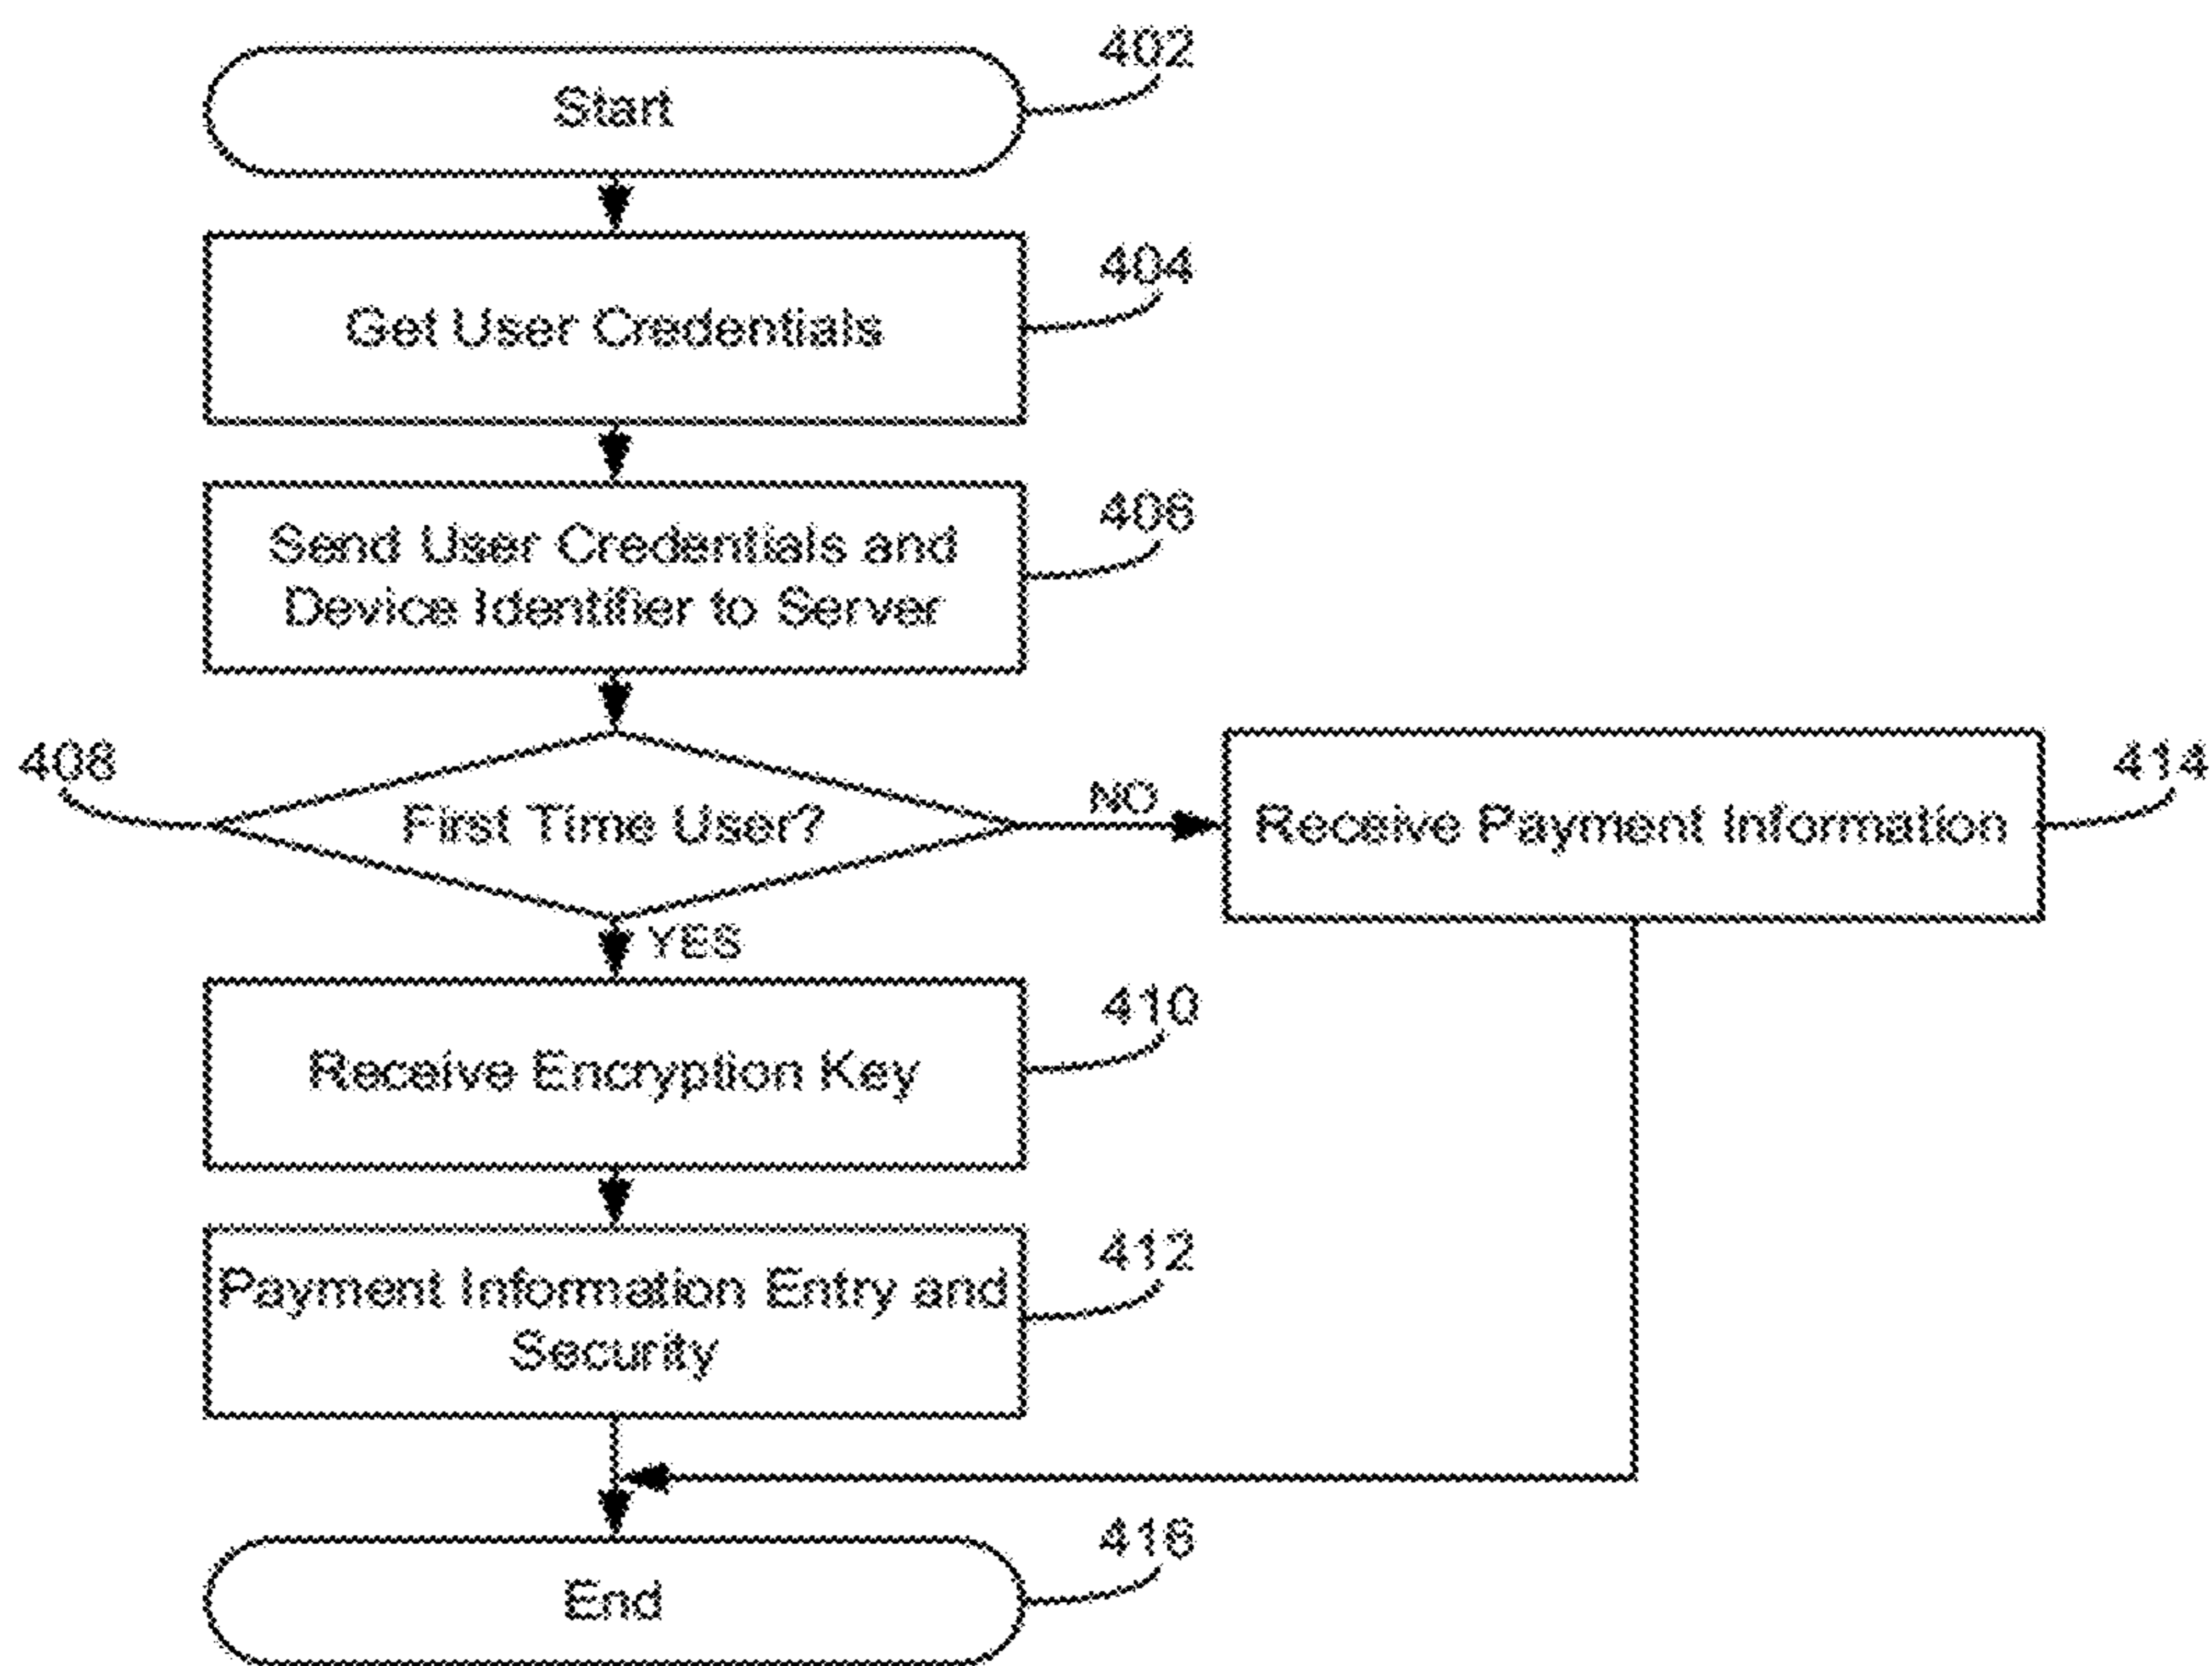 402
Start
404
Get User Credentials
406
Send User Credentials and
Device Identifier to Server
408
First Time User?
NO
414
Receive Payment Information
YES
410
Receive Encryption Key
412
Payment Information Entry and
Security
416
End